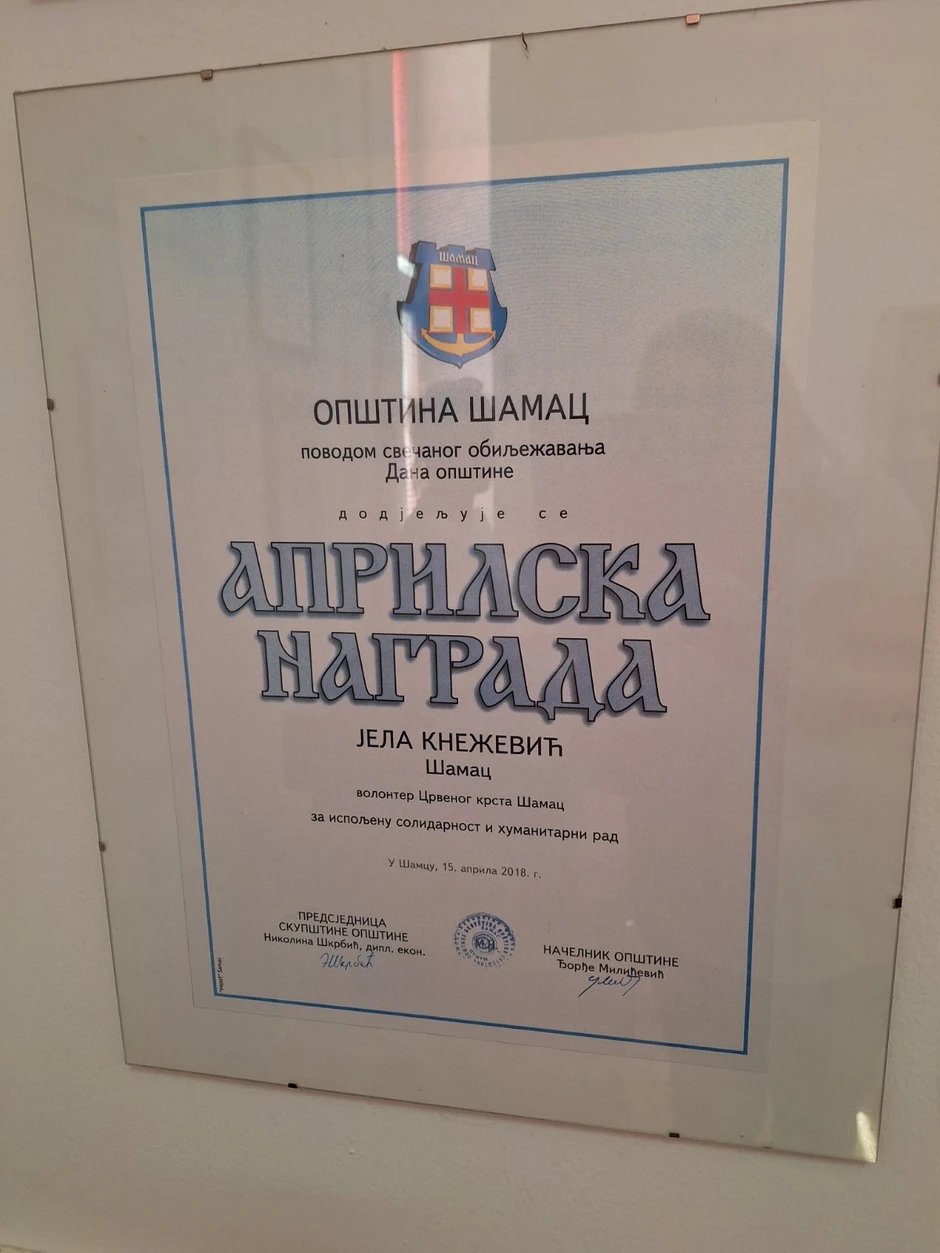 ШАМАЦ
ОПШТИНА ШАМАЦ
поводом свечаног обиљежавања
Дана општине
додјељује се
АПРИЛСКА
НАГРАДА
ЈЕЛА КНЕЖЕВИЋ
Шамац
волонтер Црвеног крста Шамац
за испољену солидарност и хуманитарни рад
У Шамцу, 15. априла 2018. г.
ПРЕДСЈЕДНИЦА
СКУПШТИНЕ ОПШТИНЕ
Николина Шкрбић, дипл. екон.
М.П.
НАЧЕЛНИК ОПШТИНЕ
Ђорђе Милићевић